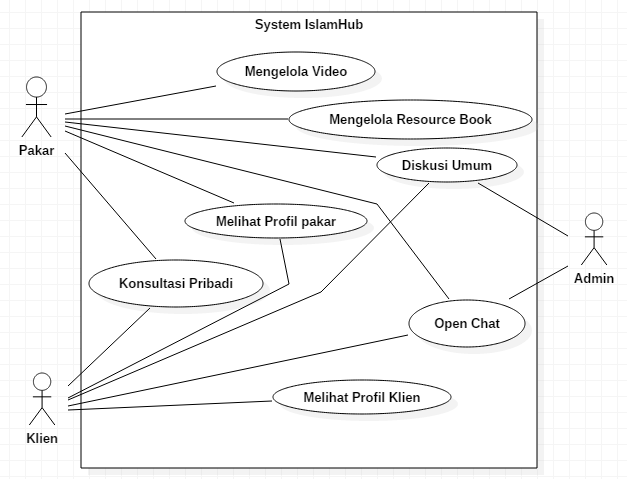 System IslamHub
Mengelola Video
Mengelola Resource Book
Pakar
Diskusi Umum
Melihat Profil pakar
Admin
Konsultasi Pribadi
Open Chat
Melihat Profil Klien
Klien